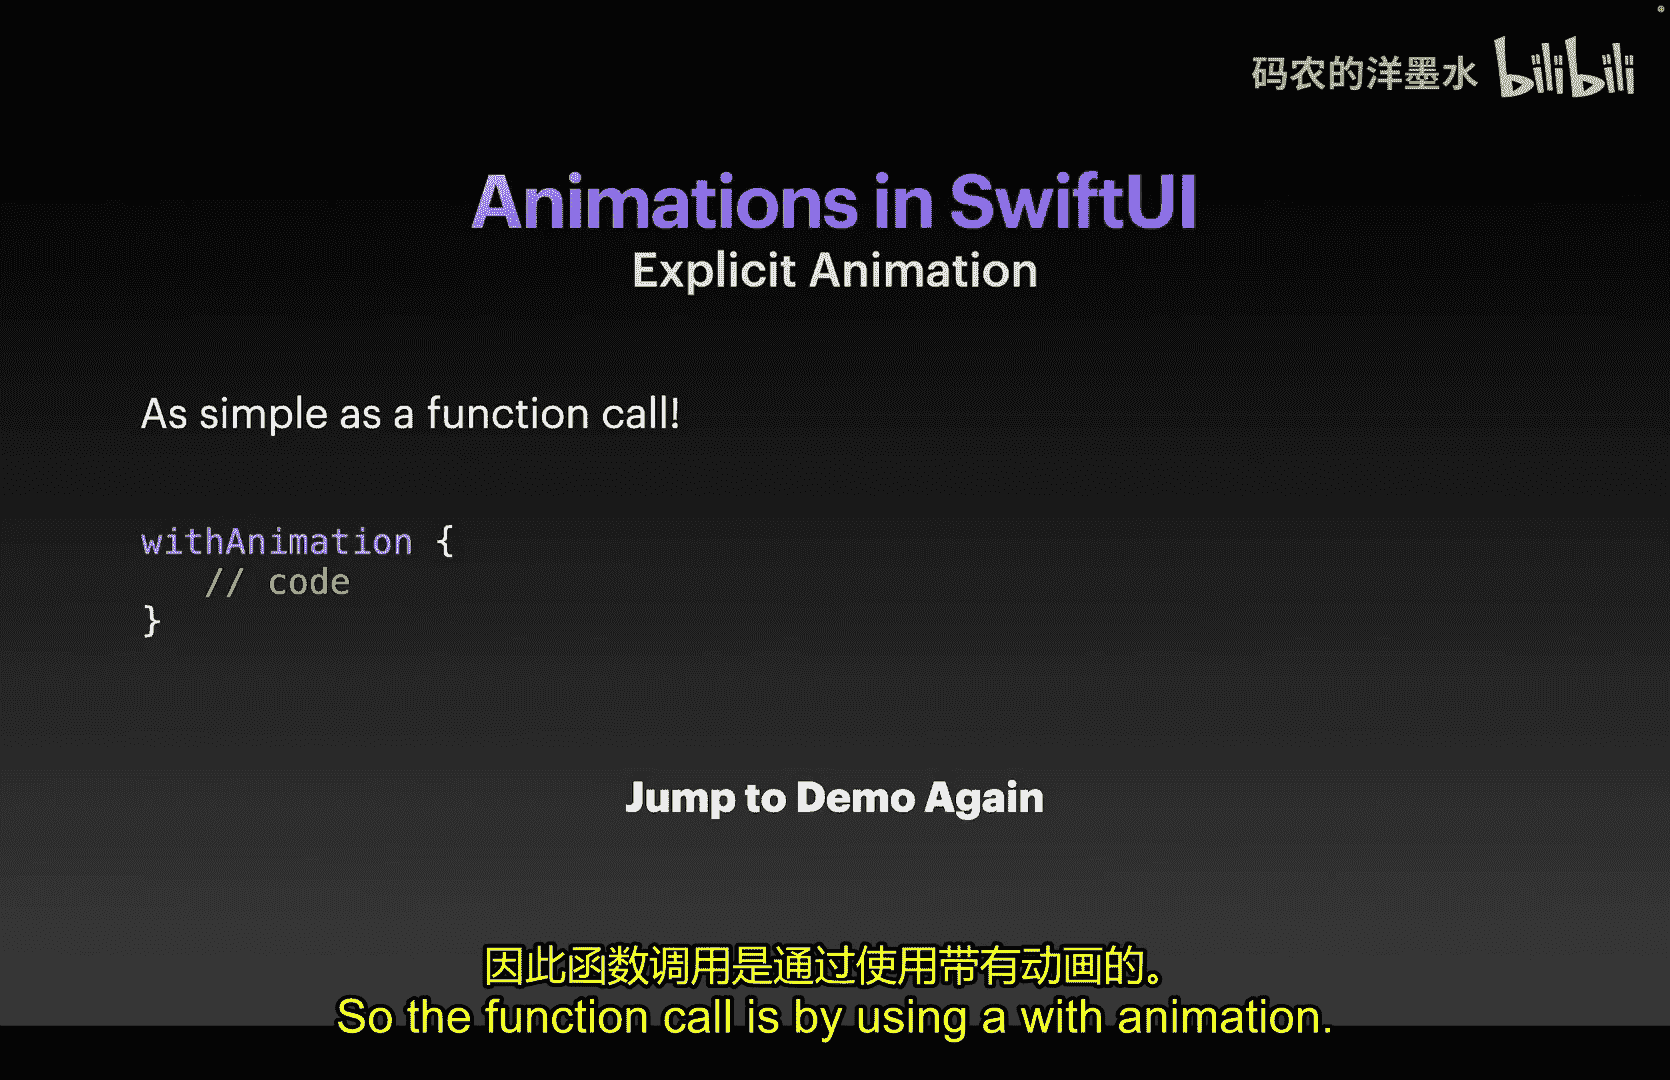 码农的洋墨水 bilibili
Animations in SwiftUI
Explicit Animation
As simple as a function call!
withAnimation {
// code
}
Jump to Demo Again
因此函数调用是通过使用带有动画的。
So the function call is by using a with animation.